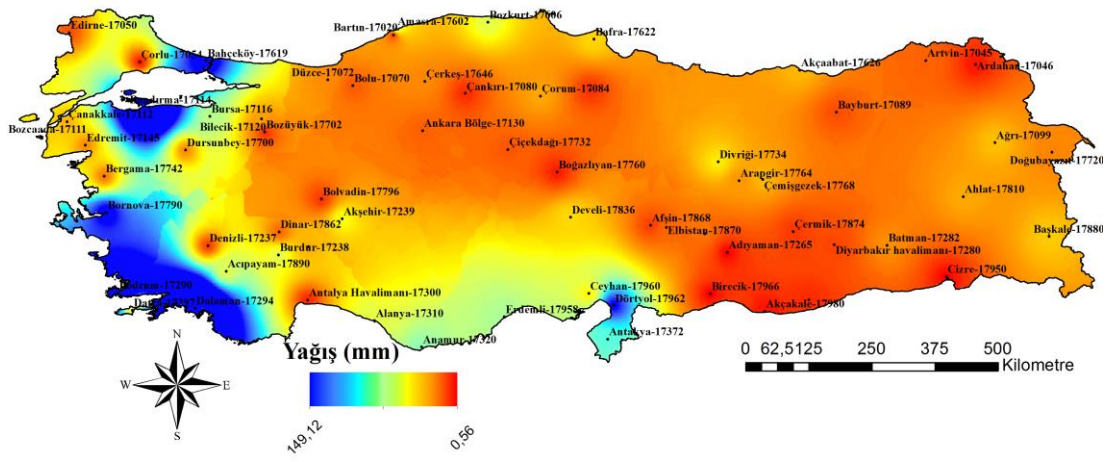 Edirne-17050
Çorlu-17054
Bahçeköy-17619
Bartın-17020
Amasra-17602
Bozkurt-17606
Bafra-17622
Akçaabat-17626
Artvin-17045
Ardahan-17046
Düzce-17072
Bolu-17070
Çerkeş-17646
Çankırı-17080
Çorum-17084
Bayburt-17089
Çanakkale-17112
Bozcaada-17111
Edremit-17145
Bursa-17116
Bilecik-17120
Bozüyük-17702
Dursunbey-17700
Ankara Bölge-17130
Çiçekdağı-17732
Boğazlıyan-17760
Divriği-17734
Arapgir-17764
Çemişgezek-17768
Ağrı-17099
Doğubayazıt-17720
Ahlat-17810
Başkale-17880
Bergama-17742
Bornova-17790
Bolvadin-17796
Akşehir-17239
Dinar-17862
Denizli-17237
Burdur-17238
Acıpayam-17890
Develi-17836
Afşin-17868
Elbistan-17870
Çermik-17874
Adıyaman-17265
Batman-17282
Diyarbakır havalimanı-17280
Cizre-17950
Birecik-17966
Akçakale-17980
Ceyhan-17960
Dörtyol-17962
Erdemli-17958
Antakya-17372
Bodrum-17290
Dalaman-17294
Antalya Havalimanı-17300
Alanya-17310
Anamur-17320
Yağış (mm)
149,12
0,56
N
W
E
S
0 62,5125 250 375 500
Kilometre